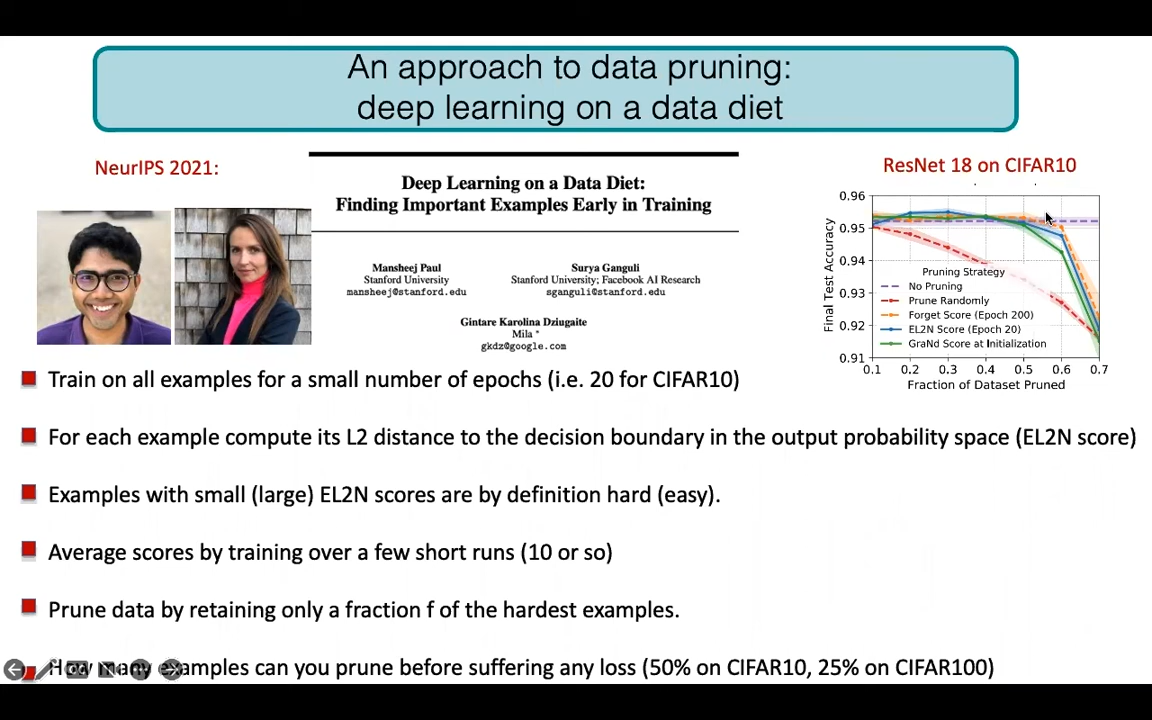 An approach to data pruning:
deep learning on a data diet
NeurIPS 2021:
Deep Learning on a Data Diet:
Finding Important Examples Early in Training
Mansheej Paul
Stanford University
mansheej@stanford.edu
Surya Ganguli
Stanford University; Facebook AI Research
sganguli@stanford.edu
Gintare Karolina Dziugaite
Mila *
gkdz@google.com
ResNet 18 on CIFAR10
Final Test Accuracy
0.96
0.95
0.94
0.93
0.92
0.91
Pruning Strategy
No Pruning
Prune Randomly
Forget Score (Epoch 200)
EL2N Score (Epoch 20)
GraNd Score at Initialization
0.1 0.2 0.3 0.4 0.5 0.6 0.7
Fraction of Dataset Pruned
Train on all examples for a small number of epochs (i.e. 20 for CIFAR10)
For each example compute its L2 distance to the decision boundary in the output probability space (EL2N score)
Examples with small (large) EL2N scores are by definition hard (easy).
Average scores by training over a few short runs (10 or so)
Prune data by retaining only a fraction f of the hardest examples.
How many examples can you prune before suffering any loss (50% on CIFAR10, 25% on CIFAR100)